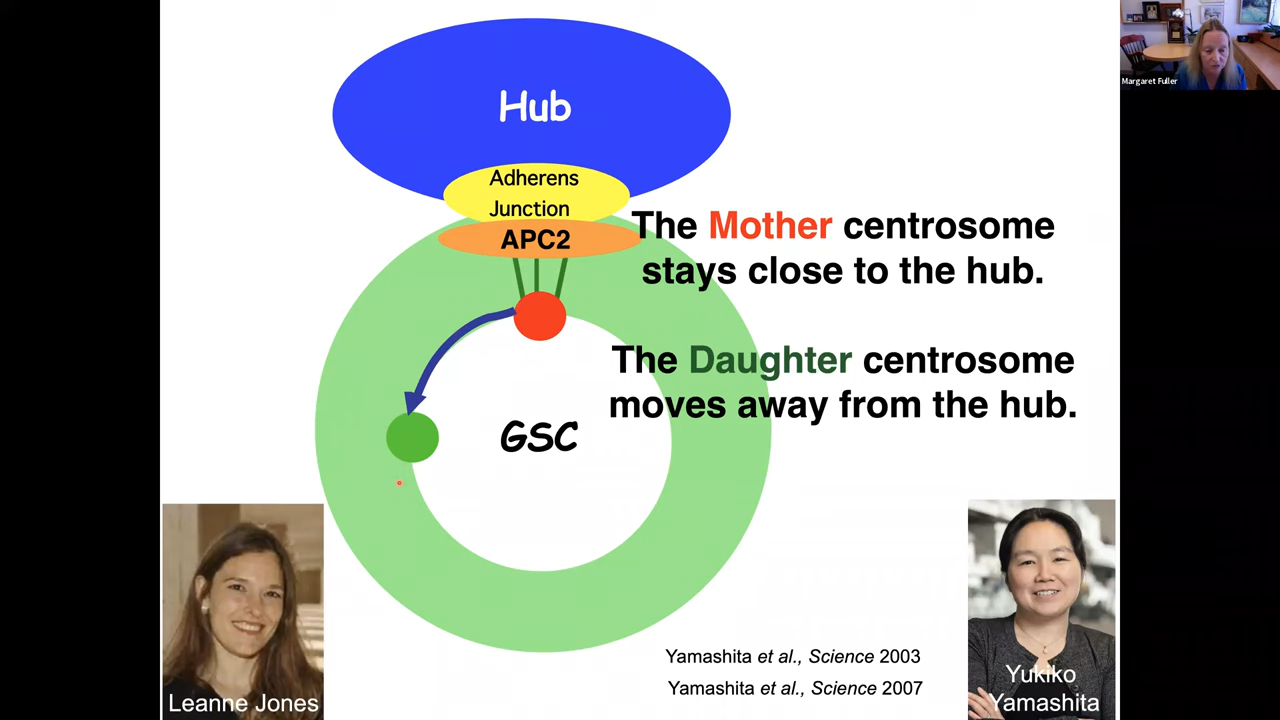 Margaret Fuller
Hub
Adherens
Junction
APC2
The Mother centrosome
stays close to the hub.
The Daughter centrosome
moves away from the hub.
GSC
Yamashita et al., Science 2003
Yamashita et al., Science 2007
Leanne Jones
Yukiko
Yamashita